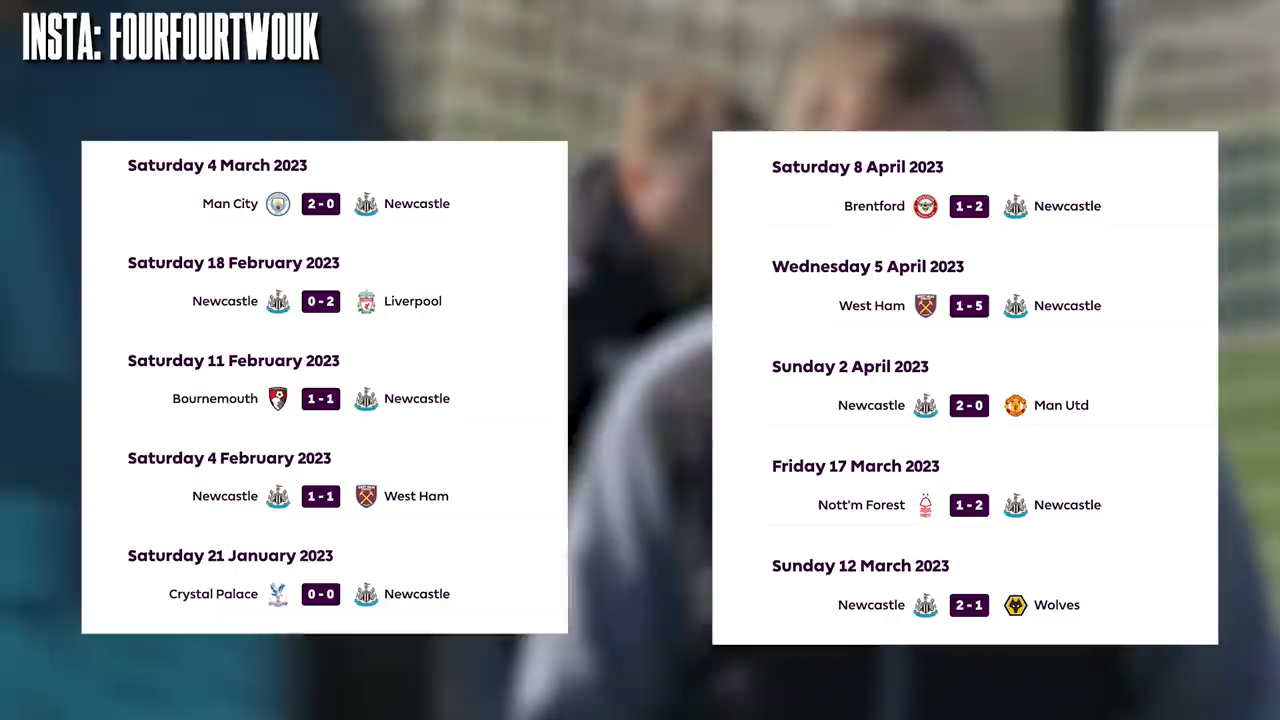 INSTA: FOURFOURTWOUK
Saturday 4 March 2023
Man City 2 - 0 Newcastle
Saturday 18 February 2023
Newcastle 0 - 2 Liverpool
Saturday 11 February 2023
Bournemouth 1 - 1 Newcastle
Saturday 4 February 2023
Newcastle 1 - 1 West Ham
Saturday 21 January 2023
Crystal Palace 0 - 0 Newcastle
Saturday 8 April 2023
Brentford 1 - 2 Newcastle
Wednesday 5 April 2023
West Ham 1 - 5 Newcastle
Sunday 2 April 2023
Newcastle 2 - 0 Man Utd
Friday 17 March 2023
Nott'm Forest 1 - 2 Newcastle
Sunday 12 March 2023
Newcastle 2 - 1 Wolves